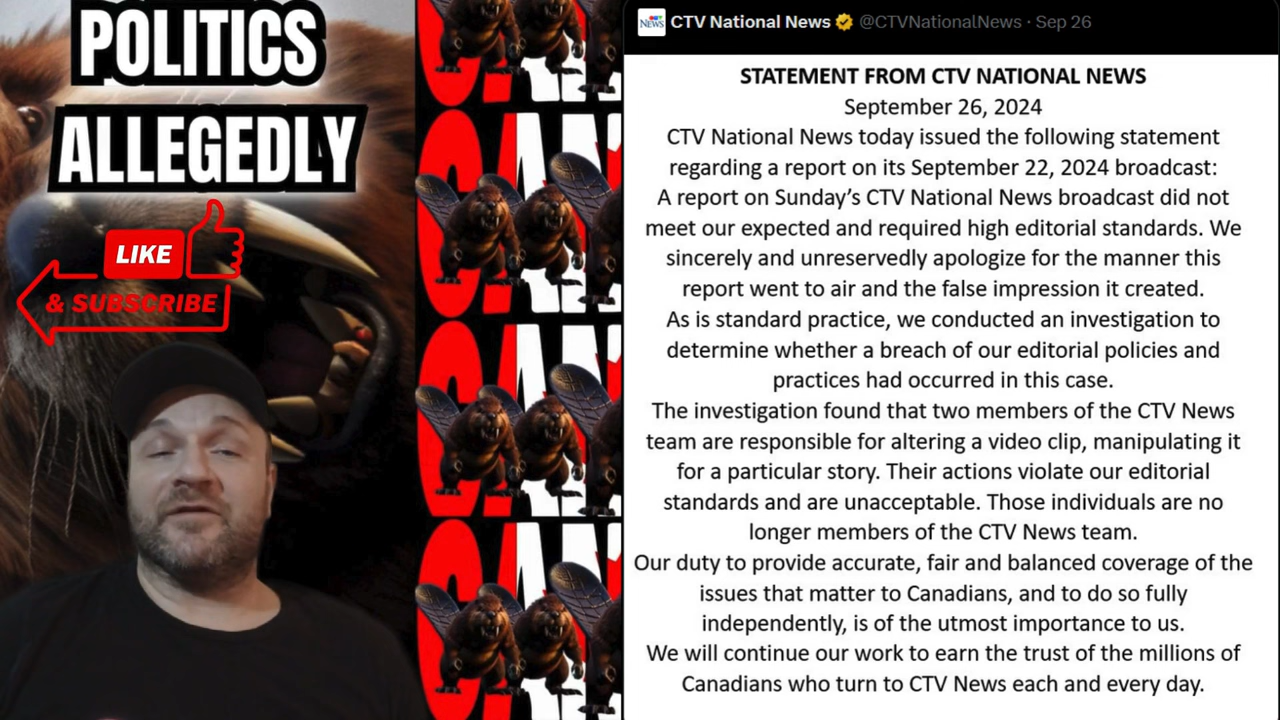 POLITICS
ALLEGEDLY
LIKE
& SUBSCRIBE
NEWS CTV National News @CTVNationalNews · Sep 26
STATEMENT FROM CTV NATIONAL NEWS
September 26, 2024
CTV National News today issued the following statement
regarding a report on its September 22, 2024 broadcast:
A report on Sunday’s CTV National News broadcast did not
meet our expected and required high editorial standards. We
sincerely and unreservedly apologize for the manner this
report went to air and the false impression it created.
As is standard practice, we conducted an investigation to
determine whether a breach of our editorial policies and
practices had occurred in this case.
The investigation found that two members of the CTV News
team are responsible for altering a video clip, manipulating it
for a particular story. Their actions violate our editorial
standards and are unacceptable. Those individuals are no
longer members of the CTV News team.
Our duty to provide accurate, fair and balanced coverage of the
issues that matter to Canadians, and to do so fully
independently, is of the utmost importance to us.
We will continue our work to earn the trust of the millions of
Canadians who turn to CTV News each and every day.